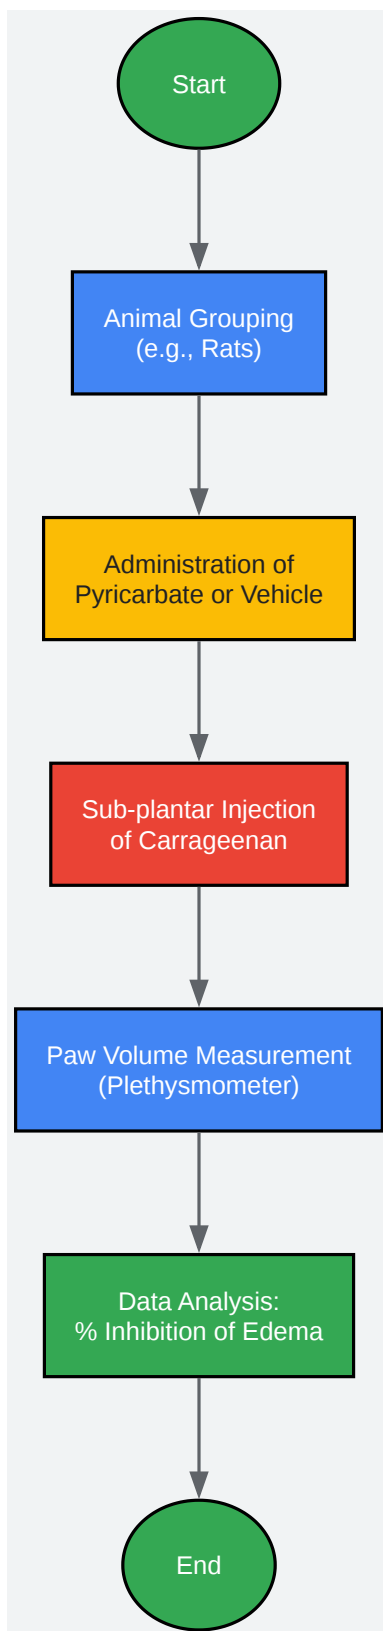 Start
Animal Grouping
(e.g., Rats)
Administration of
Pyricarbate or Vehicle
Sub-plantar Injection
of Carrageenan
Paw Volume Measurement
(Plethysmometer)
Data Analysis:
% Inhibition of Edema
End